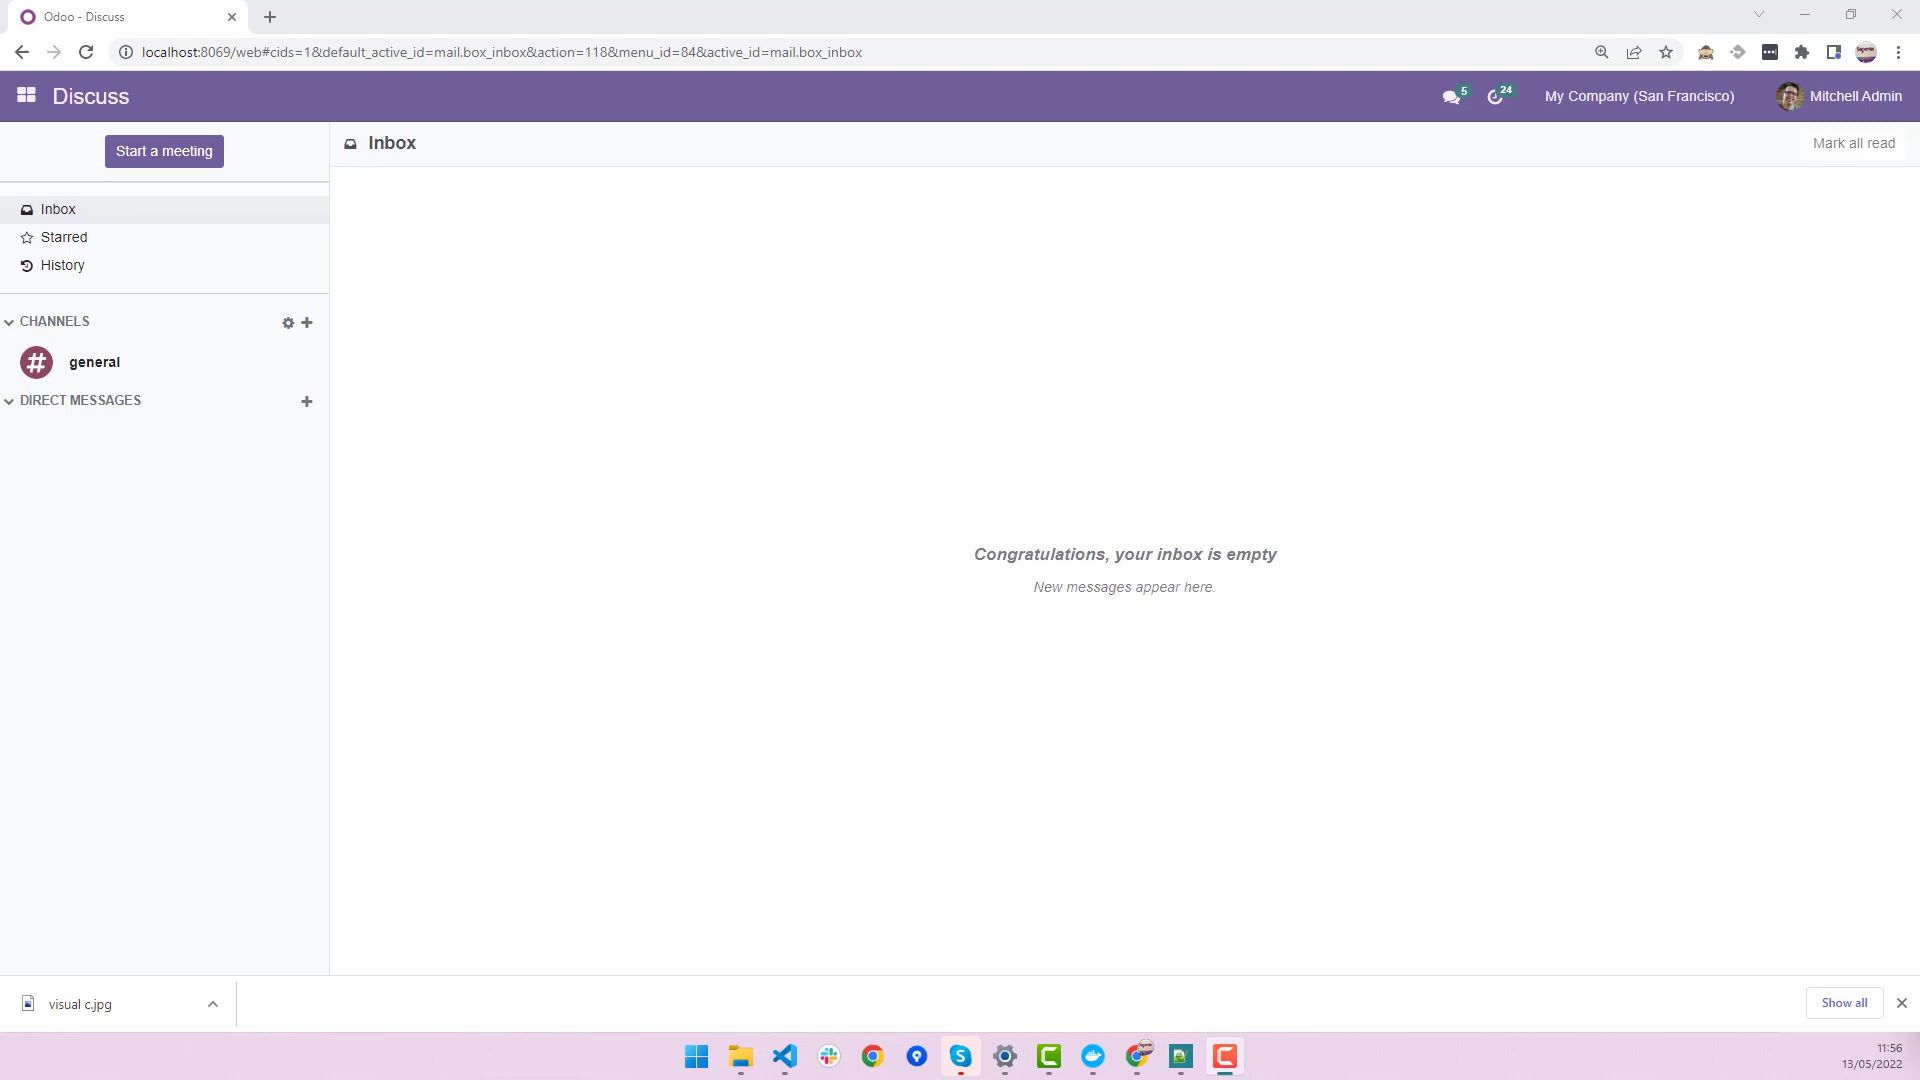 Odoo - Discuss
localhost:8069/web#cids=1&default_active_id=mail.box_inbox&action=118&menu_id=84&active_id=mail.box_inbox
Discuss
5
24
My Company (San Francisco)
Mitchell Admin
Start a meeting
Inbox
Mark all read
Inbox
Starred
History
CHANNELS
general
DIRECT MESSAGES
Congratulations, your inbox is empty
New messages appear here.
visual c.jpg
Show all
11:56
13/05/2022